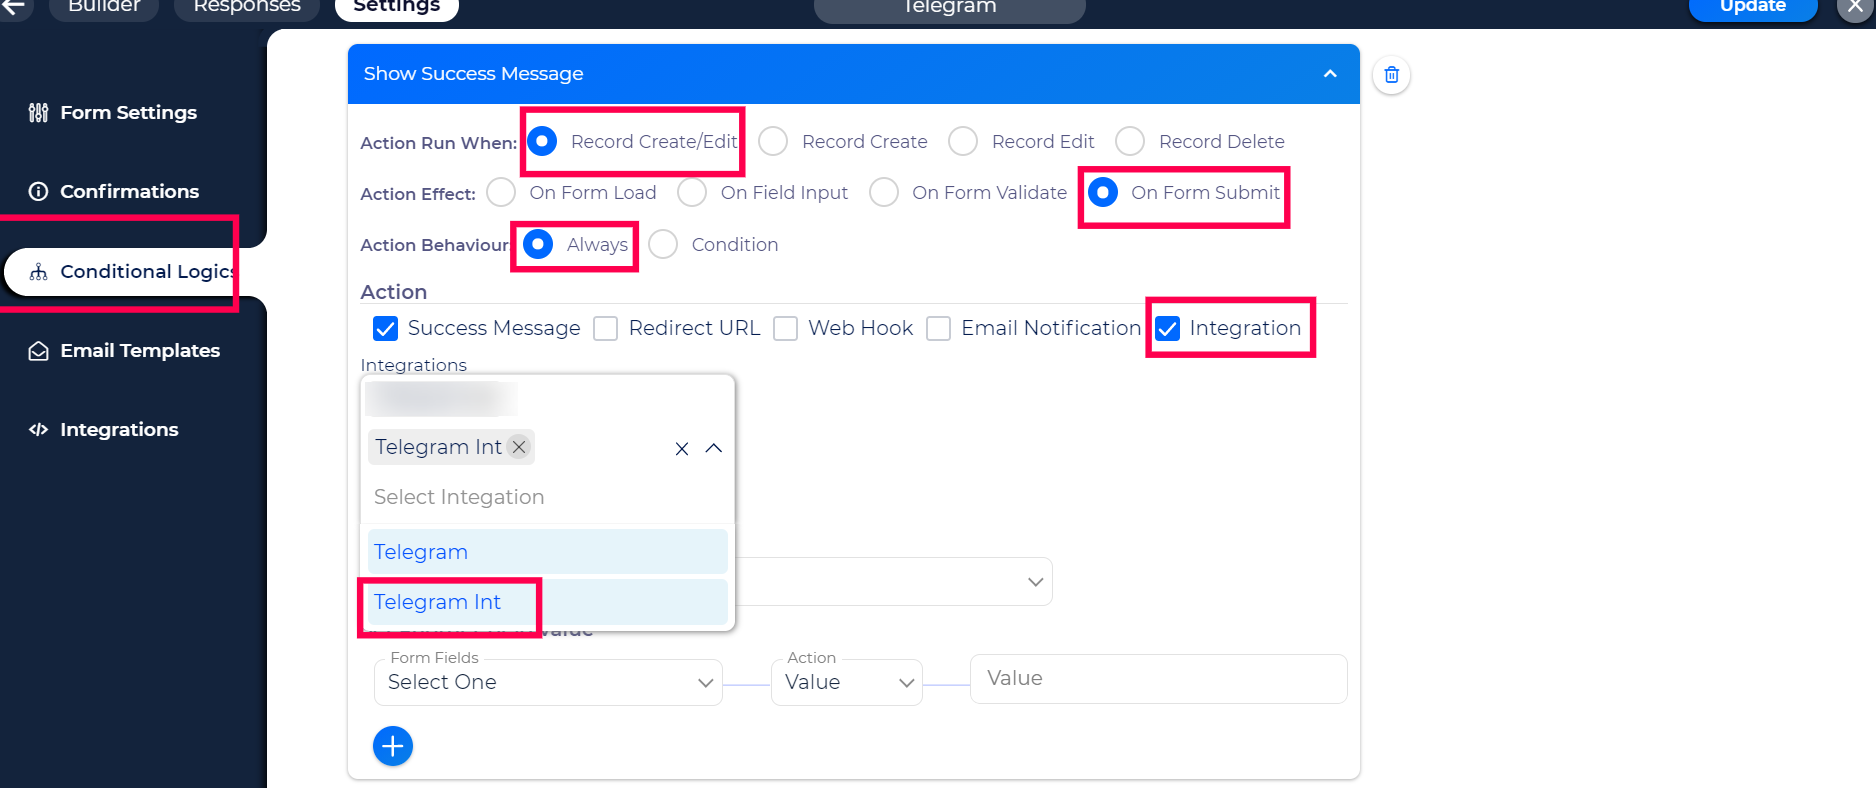 Builder Responses Settings Telegram Update
Show Success Message
Form Settings
Action Run When: Record Create/Edit Record Create Record Edit Record Delete
Confirmations
Action Effect: On Form Load On Field Input On Form Validate On Form Submit
Action Behaviour: Always Condition
Conditional Logics
Action
Success Message Redirect URL Web Hook Email Notification Integration
Email Templates
Integrations
Integrations
Telegram Int
Select Integation
Telegram
Telegram Int
Value
Form Fields Action
Select One Value Value